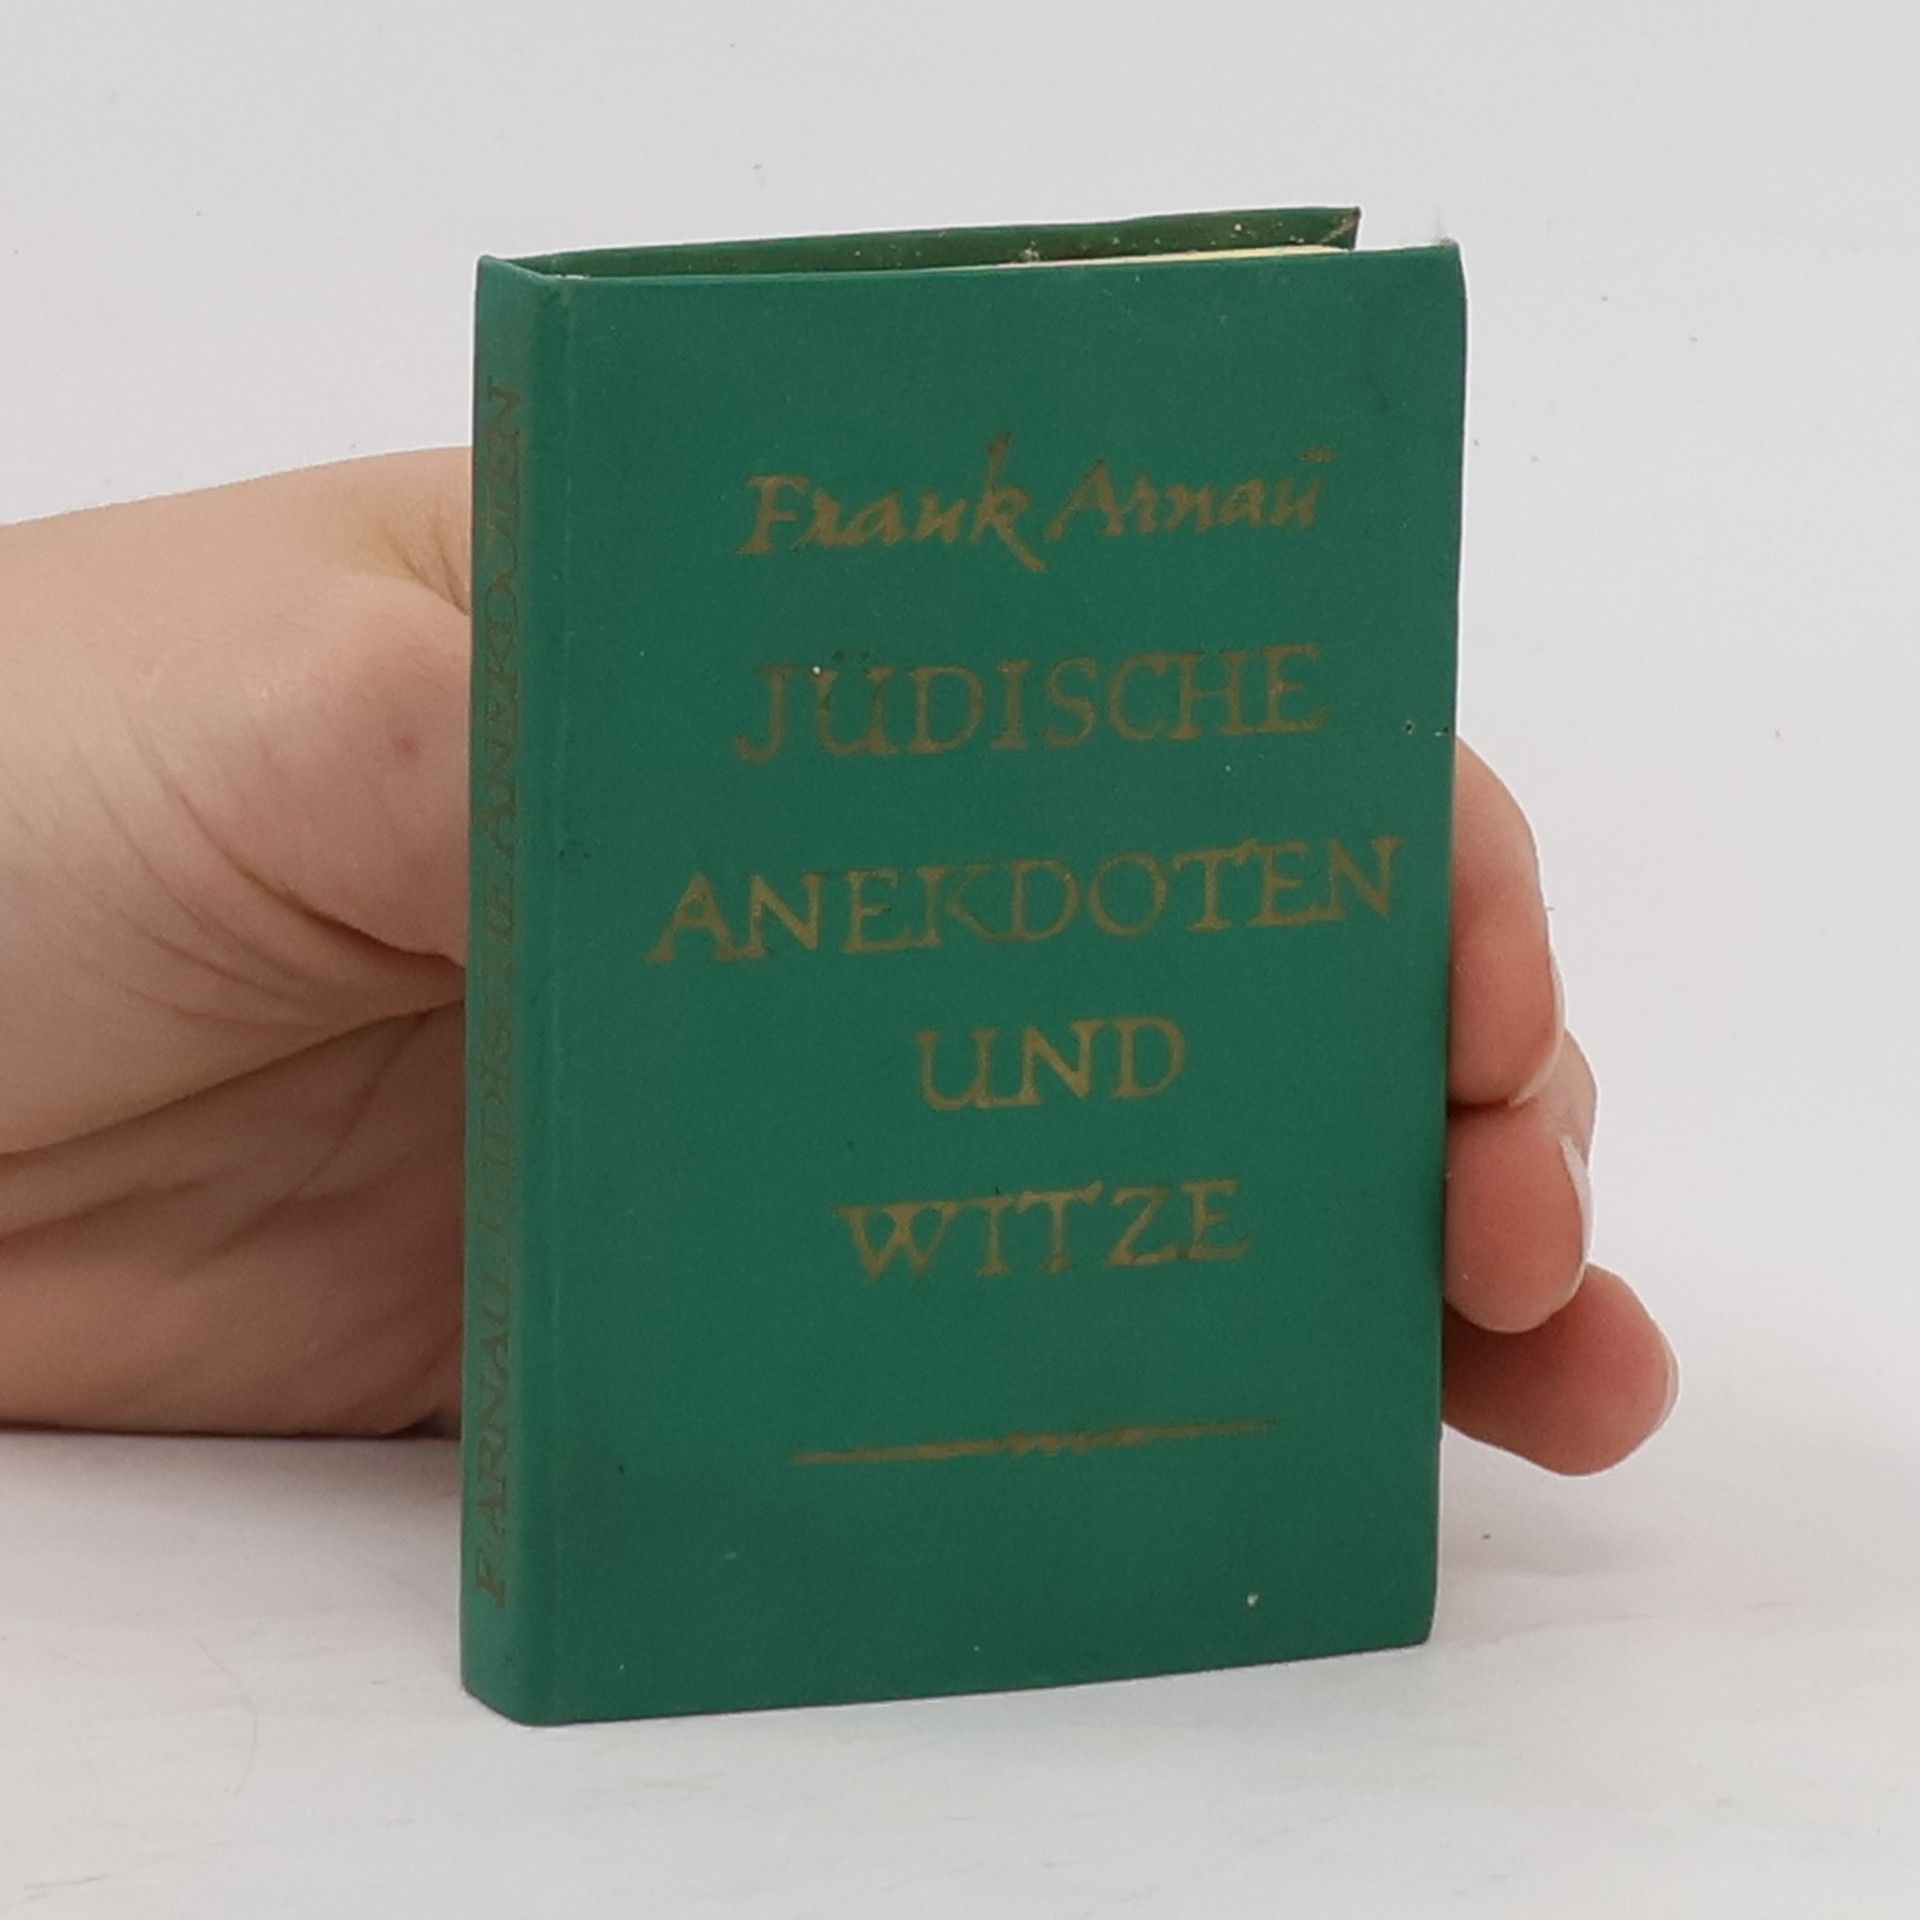 Frank Arnau
JÜDISCHE
ANEKDOTEN
UND
WITZE
F. ARNAU JÜDISCHE ANEKDOTEN